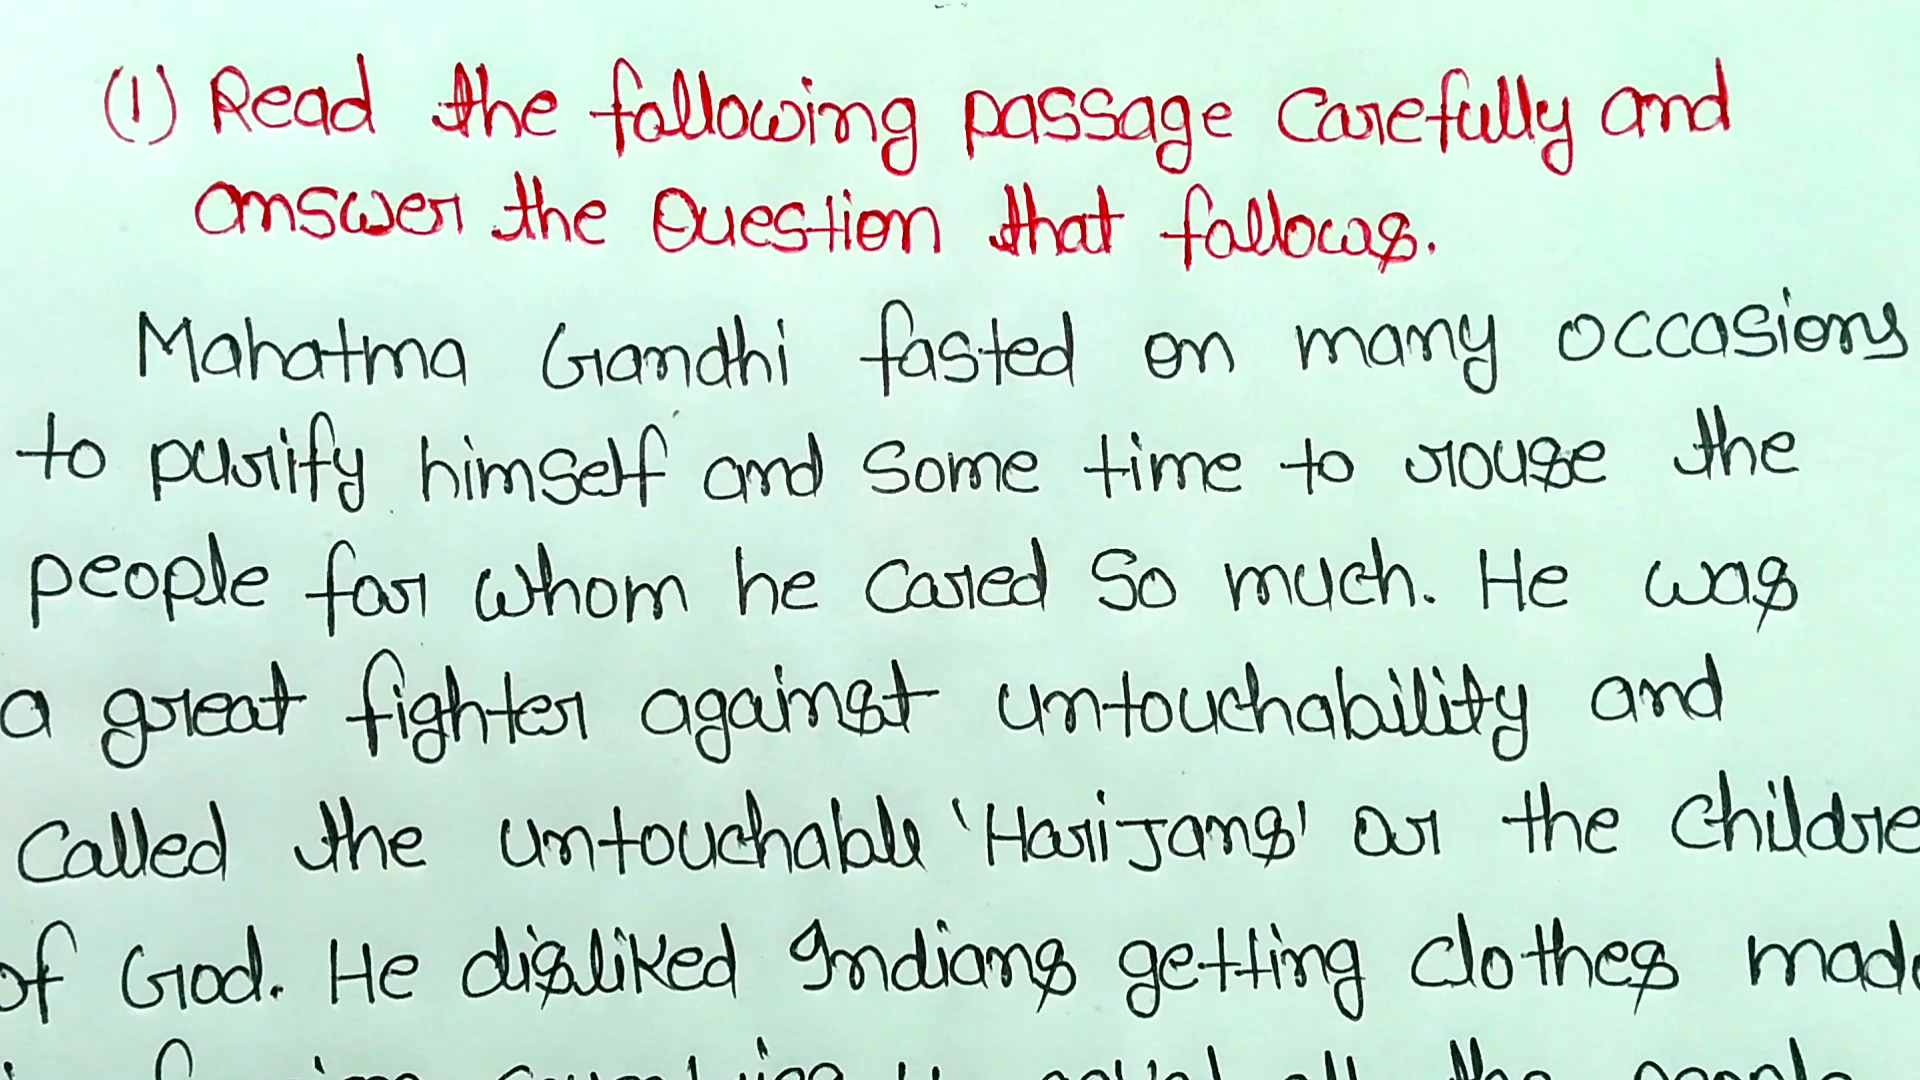 (1) Read the following passage carefully and
answer the Question that follows.
Mahatma Gandhi fasted on many occasions
to purify himself and some time to rouse the
people for whom he cared so much. He was
a great fighter against untouchability and
called the untouchable 'Harijans' or the childre
of God. He disliked Indians getting clothes made